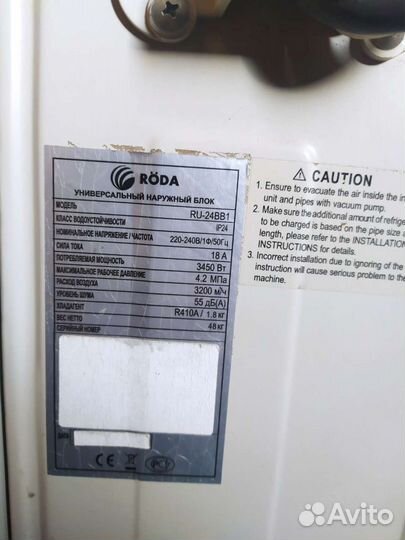 RÖDA
УНИВЕРСАЛЬНЫЙ НАРУЖНЫЙ БЛОК
МОДЕЛЬ RU-24BB1
КЛАСС ВОДОУСТОЙЧИВОСТИ IP24
НОМИНАЛЬНОЕ НАПРЯЖЕНИЕ / ЧАСТОТА 220-240В/1Ф/50Гц
СИЛА ТОКА 18 А
ПОТРЕБЛЯЕМАЯ МОЩНОСТЬ 3450 Вт
МАКСИМАЛЬНОЕ РАБОЧЕЕ ДАВЛЕНИЕ 4.2 МПа
РАСХОД ВОЗДУХА 3200 м/ч
УРОВЕНЬ ШУМА 55 дБ(А)
ХЛАДАГЕНТ R410A / 1.8 кг
ВЕС НЕТТО 48 кг
СЕРИЙНЫЙ НОМЕР
ДАТА
CE
РСТ
⚠ CAUTION
1. Ensure to evacuate the air inside the in
unit and pipes with vacuum pump.
2. Make sure the additional amount of refrige
to be charged is based on the pipe size a
length, please refer to the INSTALLATION
INSTRUCTIONS for details.
3. Incorrect installation due to ignoring of the
instruction will cause serious problem to the
machine.
Avito